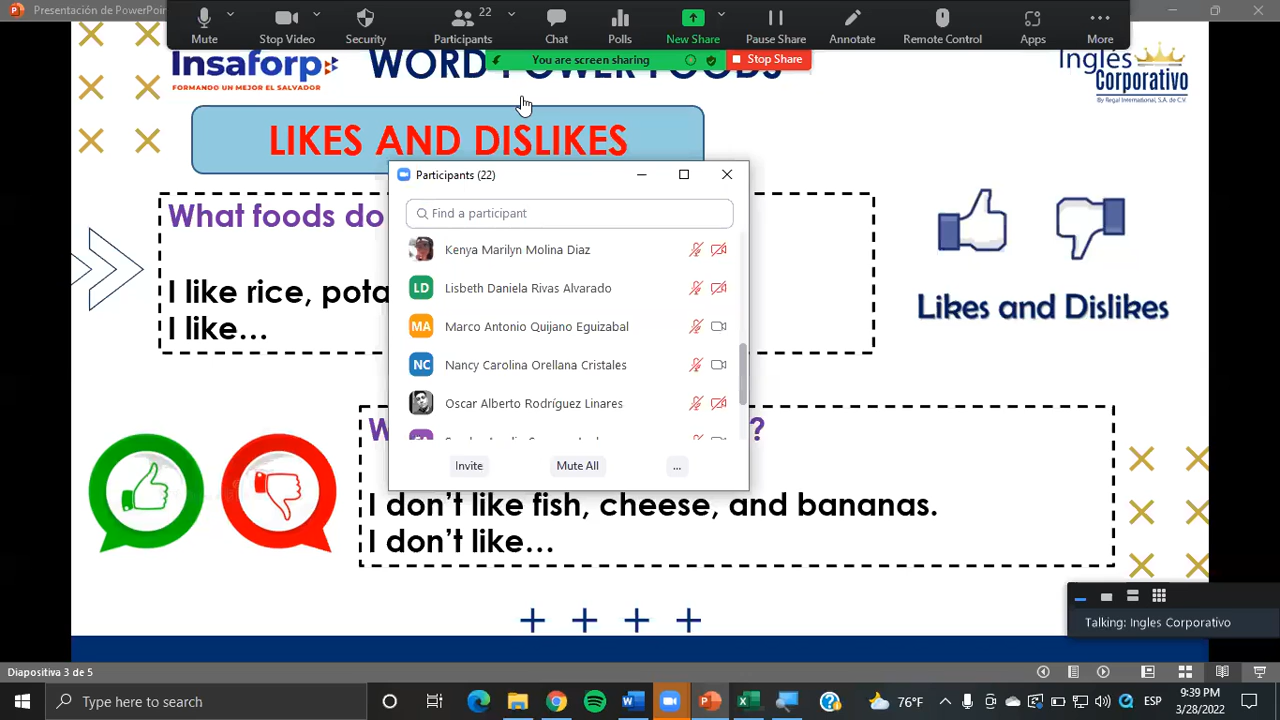 Presentación de PowerPoin
Mute
Stop Video
Security
22
Participants
Chat
Polls
New Share
Pause Share
Annotate
Remote Control
Apps
More
You are screen sharing
Stop Share
Insaforp
FORMANDO UN MEJOR EL SALVADOR
WORD POWER FOODS
Inglés
Corporativo
By Regal International, S.A. de C.V.
LIKES AND DISLIKES
What foods do
I like rice, pota
I like...
Likes and Dislikes
Participants (22)
Find a participant
Kenya Marilyn Molina Diaz
LD
Lisbeth Daniela Rivas Alvarado
MA
Marco Antonio Quijano Eguizabal
NC
Nancy Carolina Orellana Cristales
Oscar Alberto Rodríguez Linares
Invite
Mute All
...
W
?
I don't like fish, cheese, and bananas.
I don't like...
Talking: Ingles Corporativo
Diapositiva 3 de 5
Type here to search
76°F
ESP
9:39 PM
3/28/2022